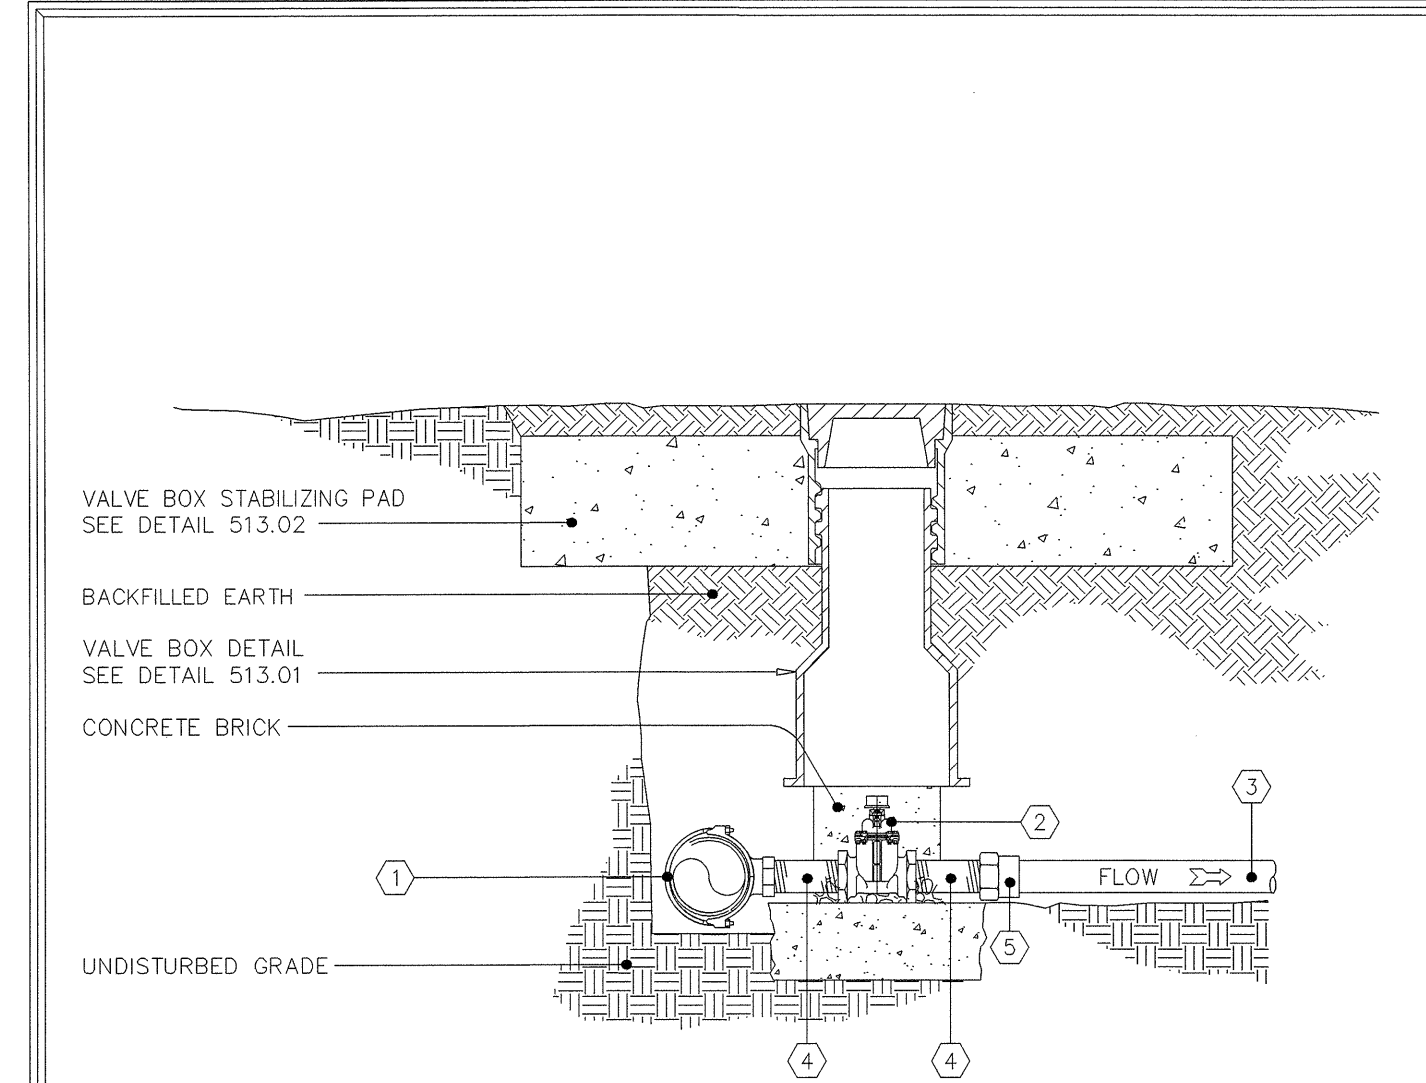 VALVE BOX STABILIZING PAD
SEE DETAIL 513.02
BACKFILLED EARTH
VALVE BOX DETAIL
SEE DETAIL 513.01
CONCRETE BRICK
3
2
1
FLOW
5
UNDISTURBED GRADE
4
4